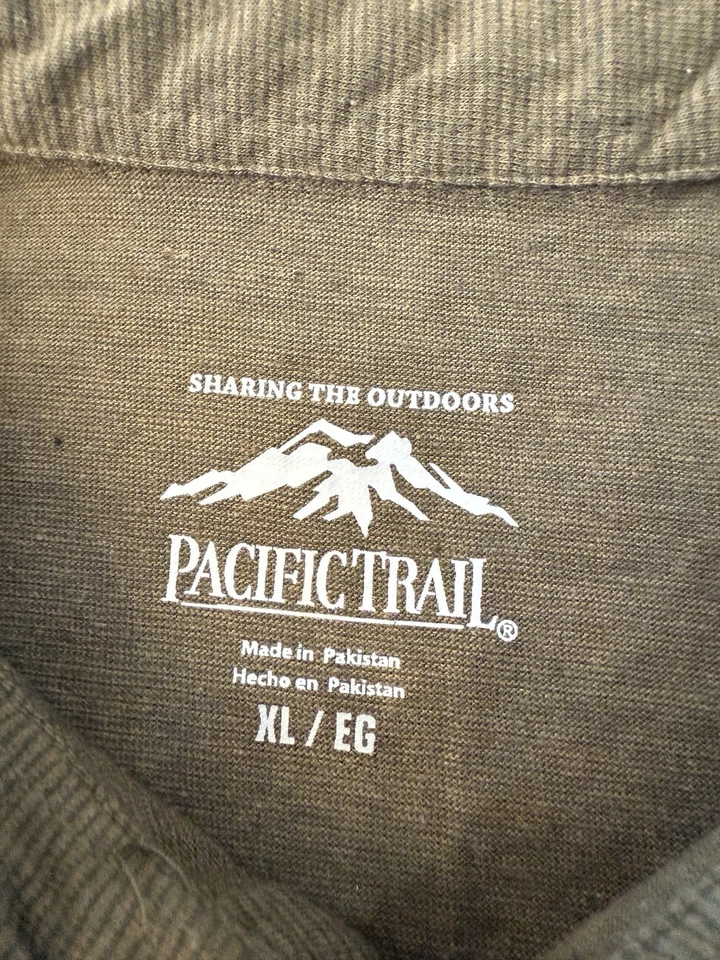 SHARING THE OUTDOORS
PACIFIC TRAIL®
Made in Pakistan
Hecho en Pakistan
XL / EG